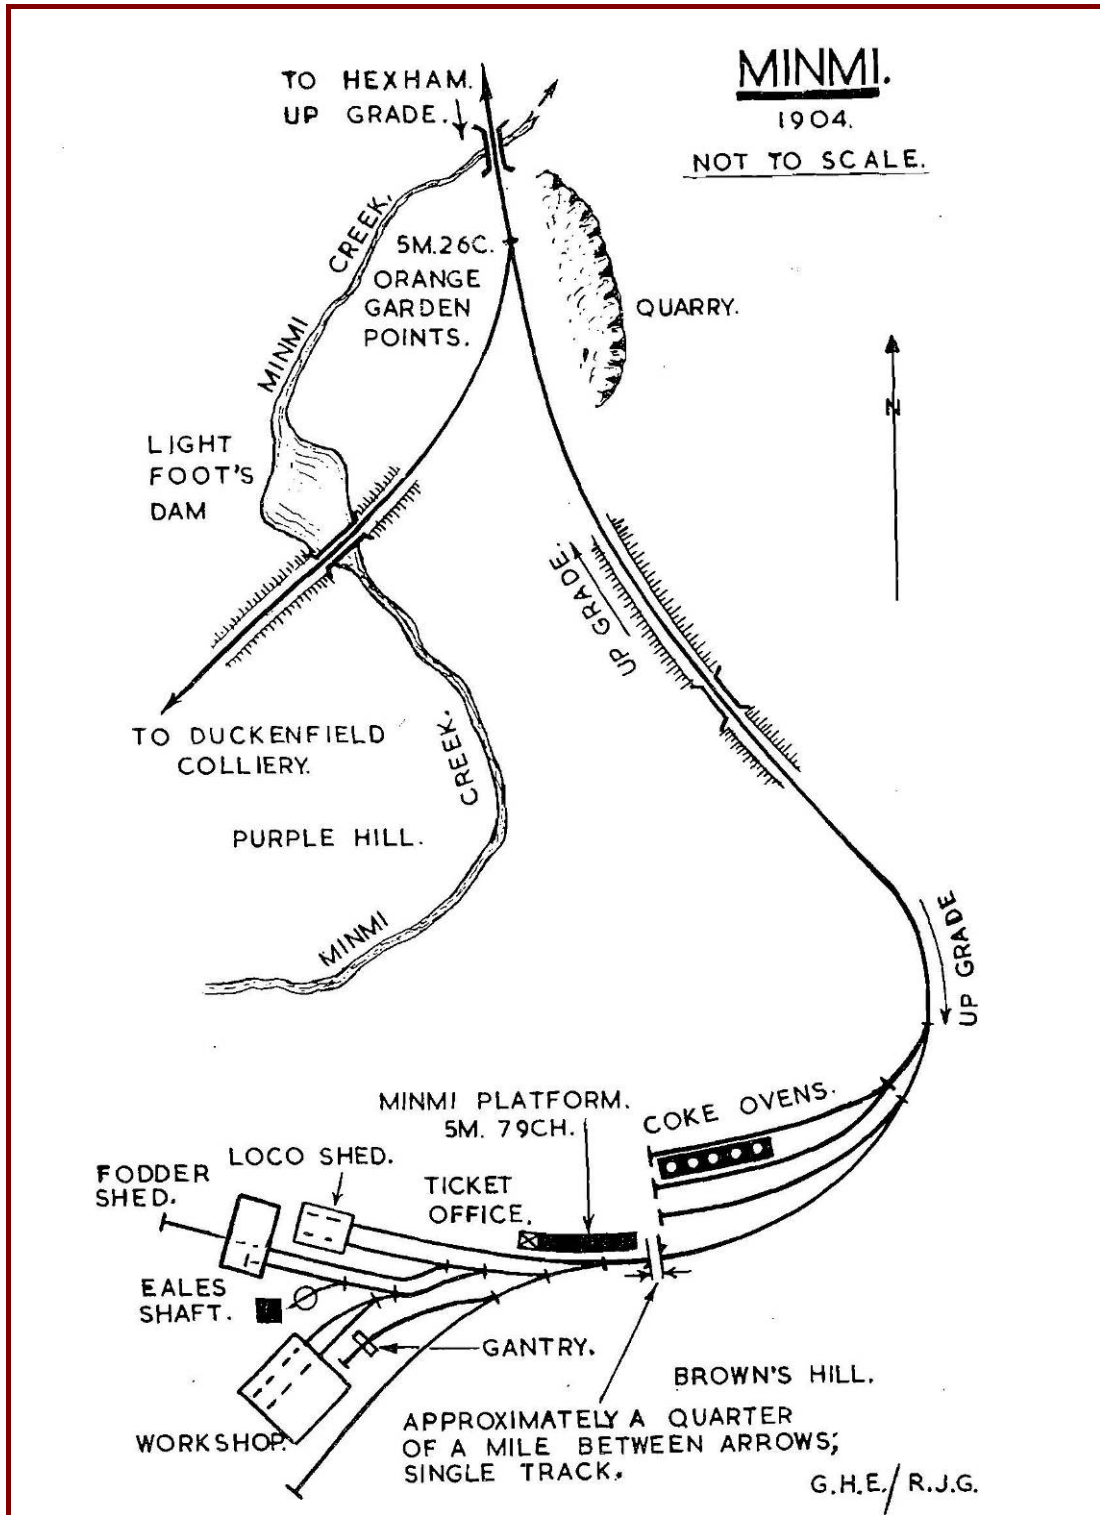 MINMI.
1904.
NOT TO SCALE.
TO HEXHAM.
UP GRADE.
MINMI CREEK.
5M.26C.
ORANGE
GARDEN
POINTS.
QUARRY.
N
LIGHT
FOOT'S
DAM
UP GRADE.
TO DUCKENFIELD
COLLIERY.
CREEK.
PURPLE HILL.
MINMI
UP GRADE
MINMI PLATFORM.
5M. 79CH.
COKE OVENS.
LOCO SHED.
FODDER
SHED.
TICKET
OFFICE.
EALES
SHAFT.
GANTRY.
BROWN'S HILL.
WORKSHOP.
APPROXIMATELY A QUARTER
OF A MILE BETWEEN ARROWS;
SINGLE TRACK.
G.H.E./R.J.G.